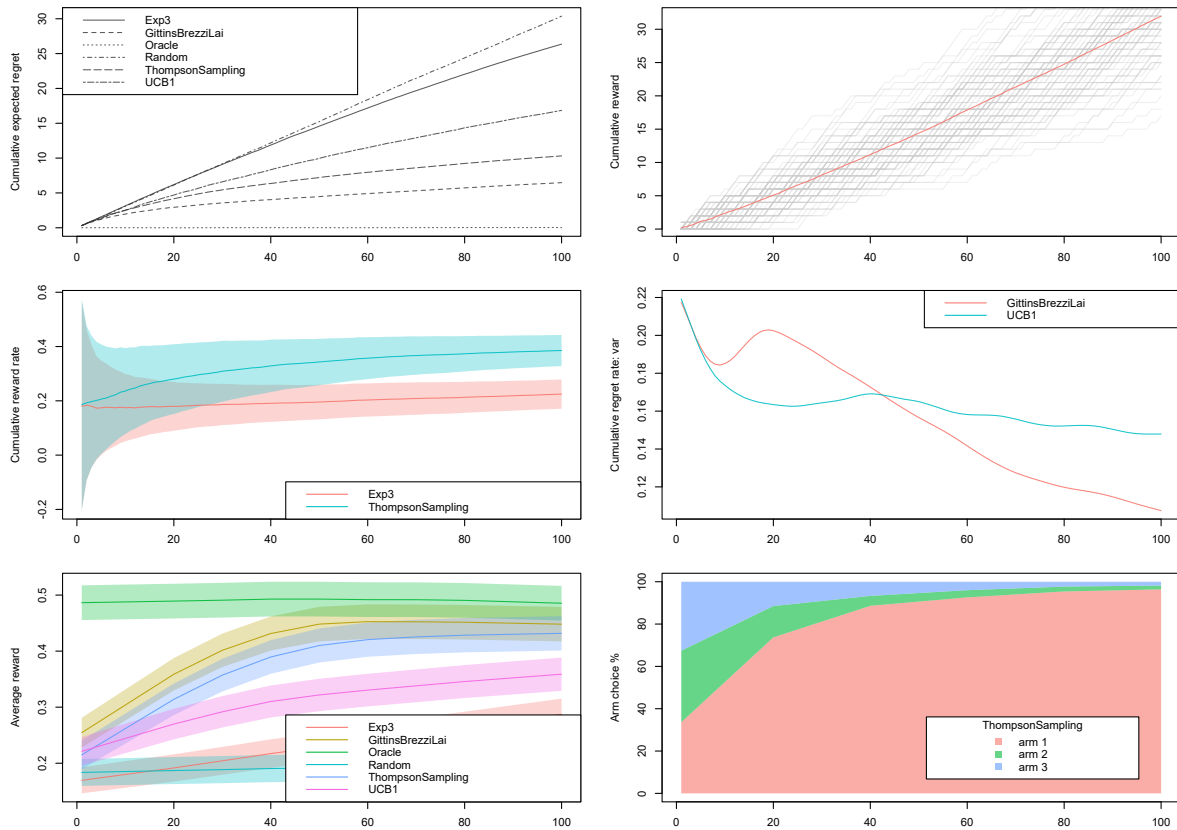 Cumulative expected regret
30
25
20
15
10
5
0
Exp3
GittinsBrezziLai
Oracle
Random
ThompsonSampling
UCB1
0 20 40 60 80 100
Cumulative reward
30
25
20
15
10
5
0
0 20 40 60 80 100
Cumulative reward rate
0.6
0.4
0.2
0.0
-0.2
Exp3
ThompsonSampling
0 20 40 60 80 100
Cumulative regret rate: var
0.22
0.20
0.18
0.16
0.14
0.12
GittinsBrezziLai
UCB1
0 20 40 60 80 100
Average reward
0.5
0.4
0.3
0.2
Exp3
GittinsBrezziLai
Oracle
Random
ThompsonSampling
UCB1
0 20 40 60 80 100
Arm choice %
100
80
60
40
20
0
ThompsonSampling
arm 1
arm 2
arm 3
0 20 40 60 80 100